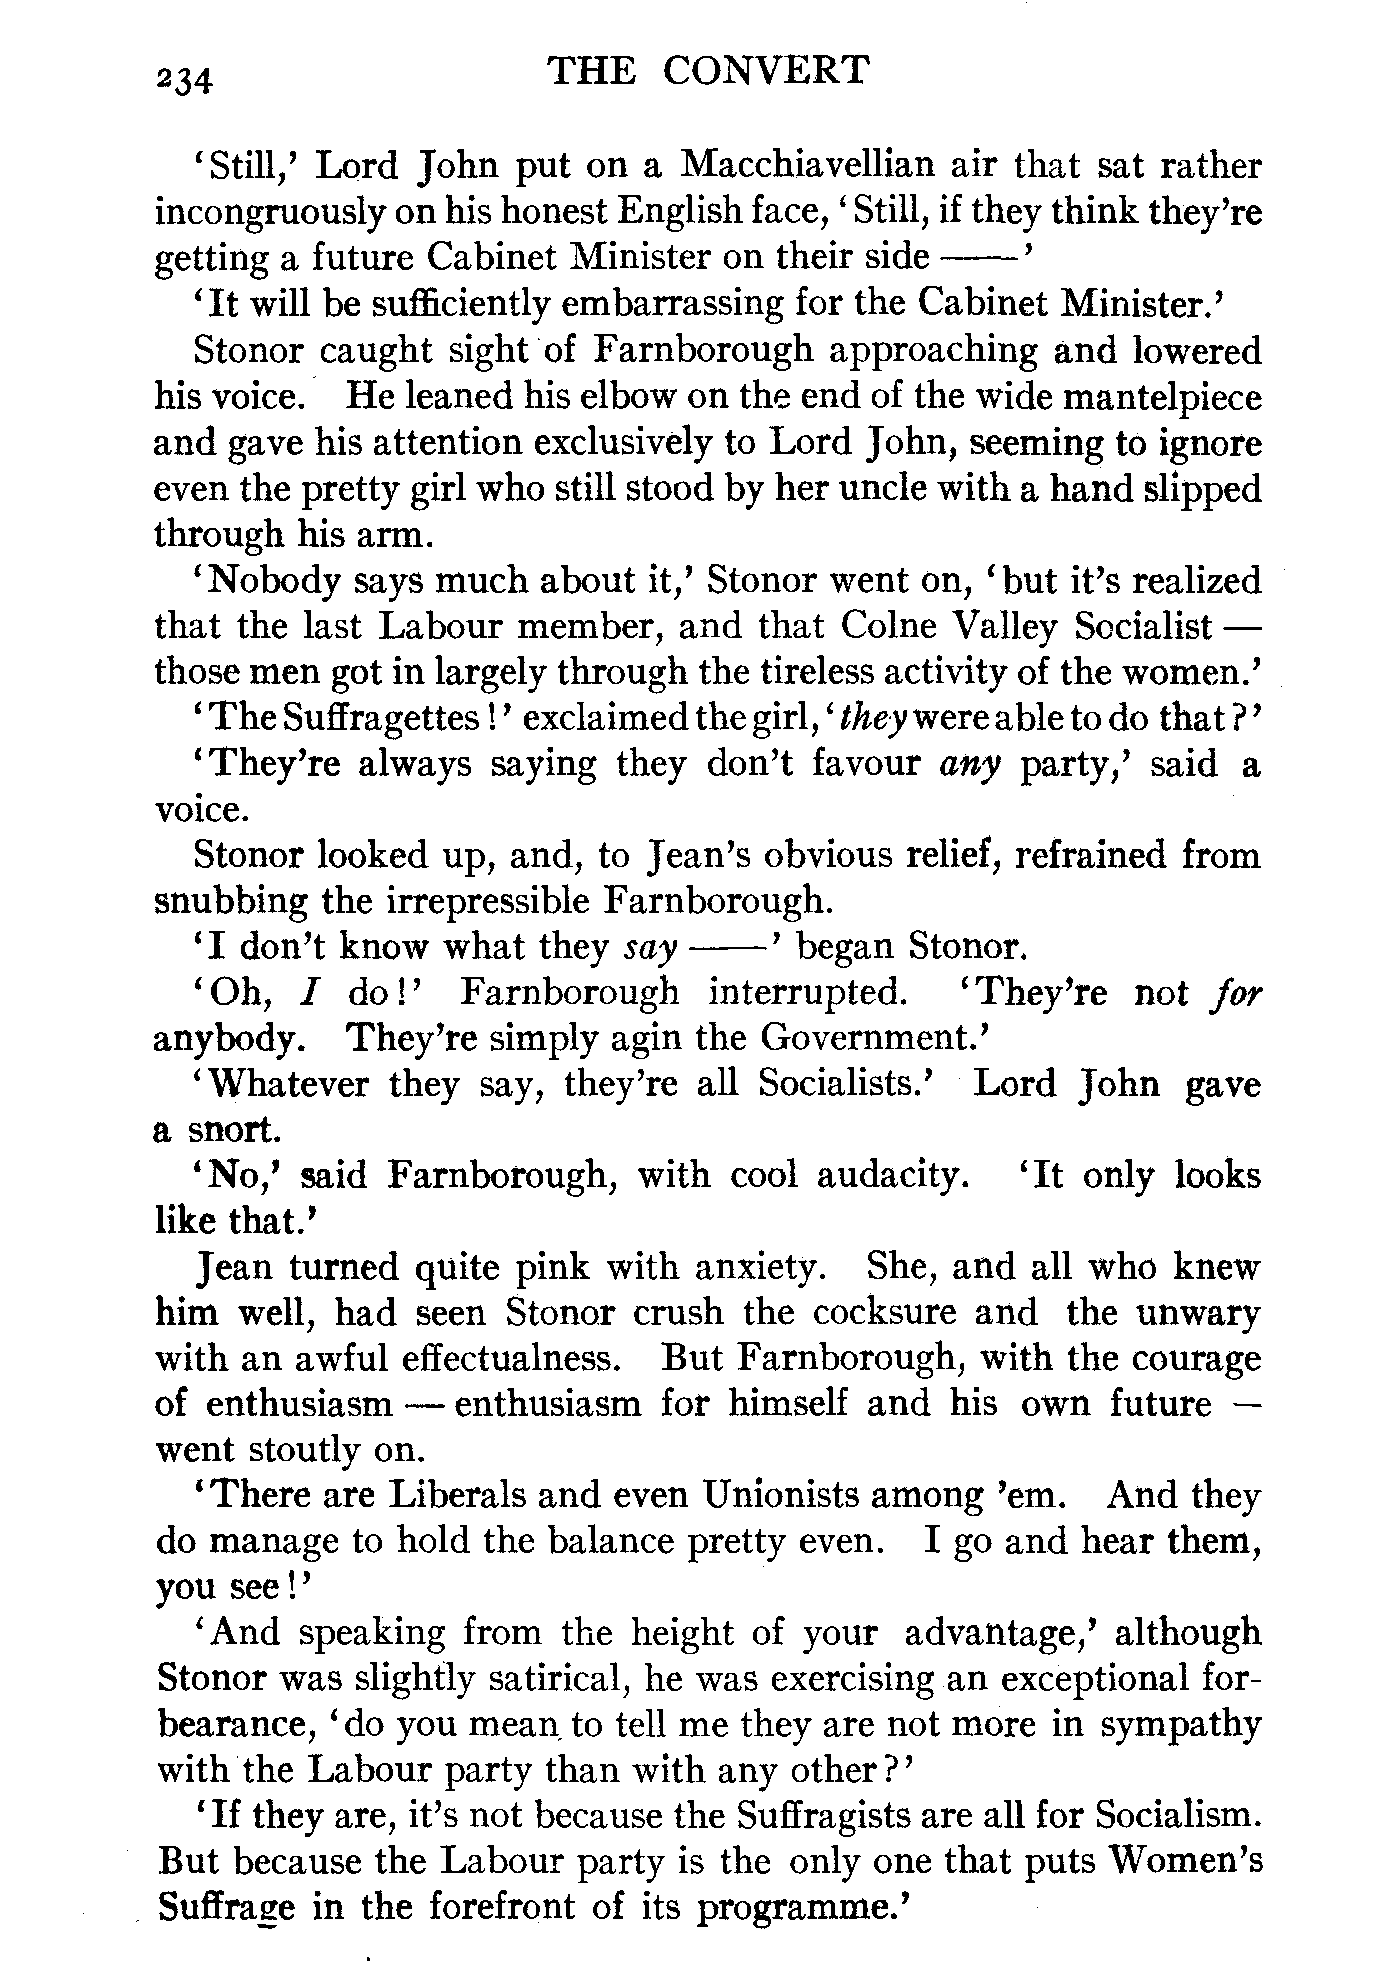 234 THE CONVERT
‘Still,’ Lord John put on a Macchiavellian air that sat rather
incongruously on his honest English face, ‘Still, if they think they’re
getting a future Cabinet Minister on their side ——’
‘It will be sufficiently embarrassing for the Cabinet Minister.’
Stonor caught sight of Farnborough approaching and lowered
his voice. He leaned his elbow on the end of the wide mantelpiece
and gave his attention exclusively to Lord John, seeming to ignore
even the pretty girl who still stood by her uncle with a hand slipped
through his arm.
‘Nobody says much about it,’ Stonor went on, ‘but it’s realized
that the last Labour member, and that Colne Valley Socialist —
those men got in largely through the tireless activity of the women.’
‘The Suffragettes!’ exclaimed the girl, ‘they were able to do that?’
‘They’re always saying they don’t favour any party,’ said a
voice.
Stonor looked up, and, to Jean’s obvious relief, refrained from
snubbing the irrepressible Farnborough.
‘I don’t know what they say ——’ began Stonor.
‘Oh, I do!’ Farnborough interrupted. ‘They’re not for
anybody. They’re simply agin the Government.’
‘Whatever they say, they’re all Socialists.’ Lord John gave
a snort.
‘No,’ said Farnborough, with cool audacity. ‘It only looks
like that.’
Jean turned quite pink with anxiety. She, and all who knew
him well, had seen Stonor crush the cocksure and the unwary
with an awful effectualness. But Farnborough, with the courage
of enthusiasm — enthusiasm for himself and his own future —
went stoutly on.
‘There are Liberals and even Unionists among ’em. And they
do manage to hold the balance pretty even. I go and hear them,
you see!’
‘And speaking from the height of your advantage,’ although
Stonor was slightly satirical, he was exercising an exceptional for-
bearance, ‘do you mean to tell me they are not more in sympathy
with the Labour party than with any other?’
‘If they are, it’s not because the Suffragists are all for Socialism.
But because the Labour party is the only one that puts Women’s
Suffrage in the forefront of its programme.’